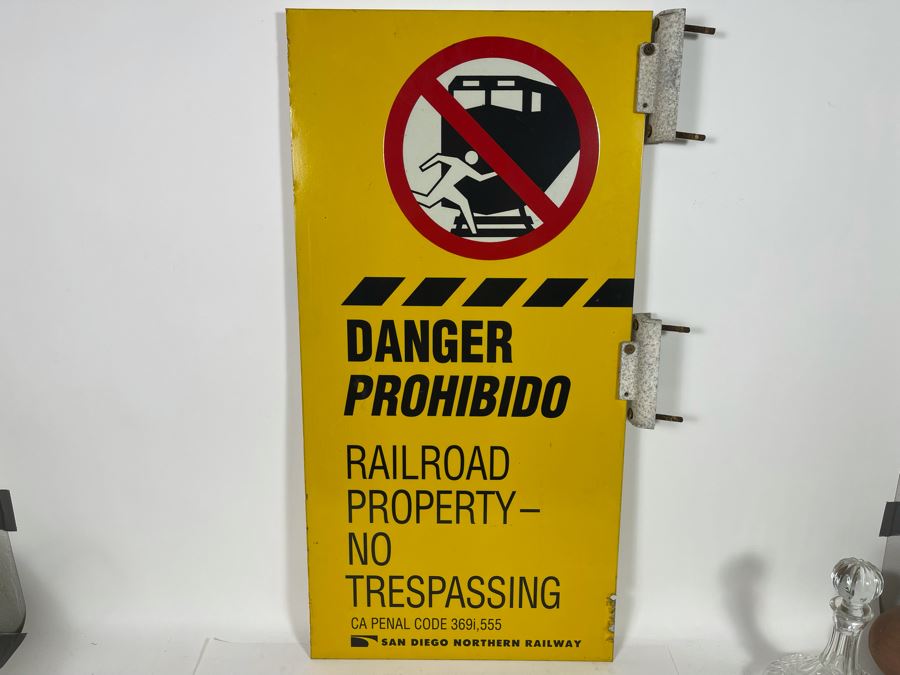 DANGER
PROHIBIDO
RAILROAD
PROPERTY–
NO
TRESPASSING
CA PENAL CODE 369i,555
SAN DIEGO NORTHERN RAILWAY